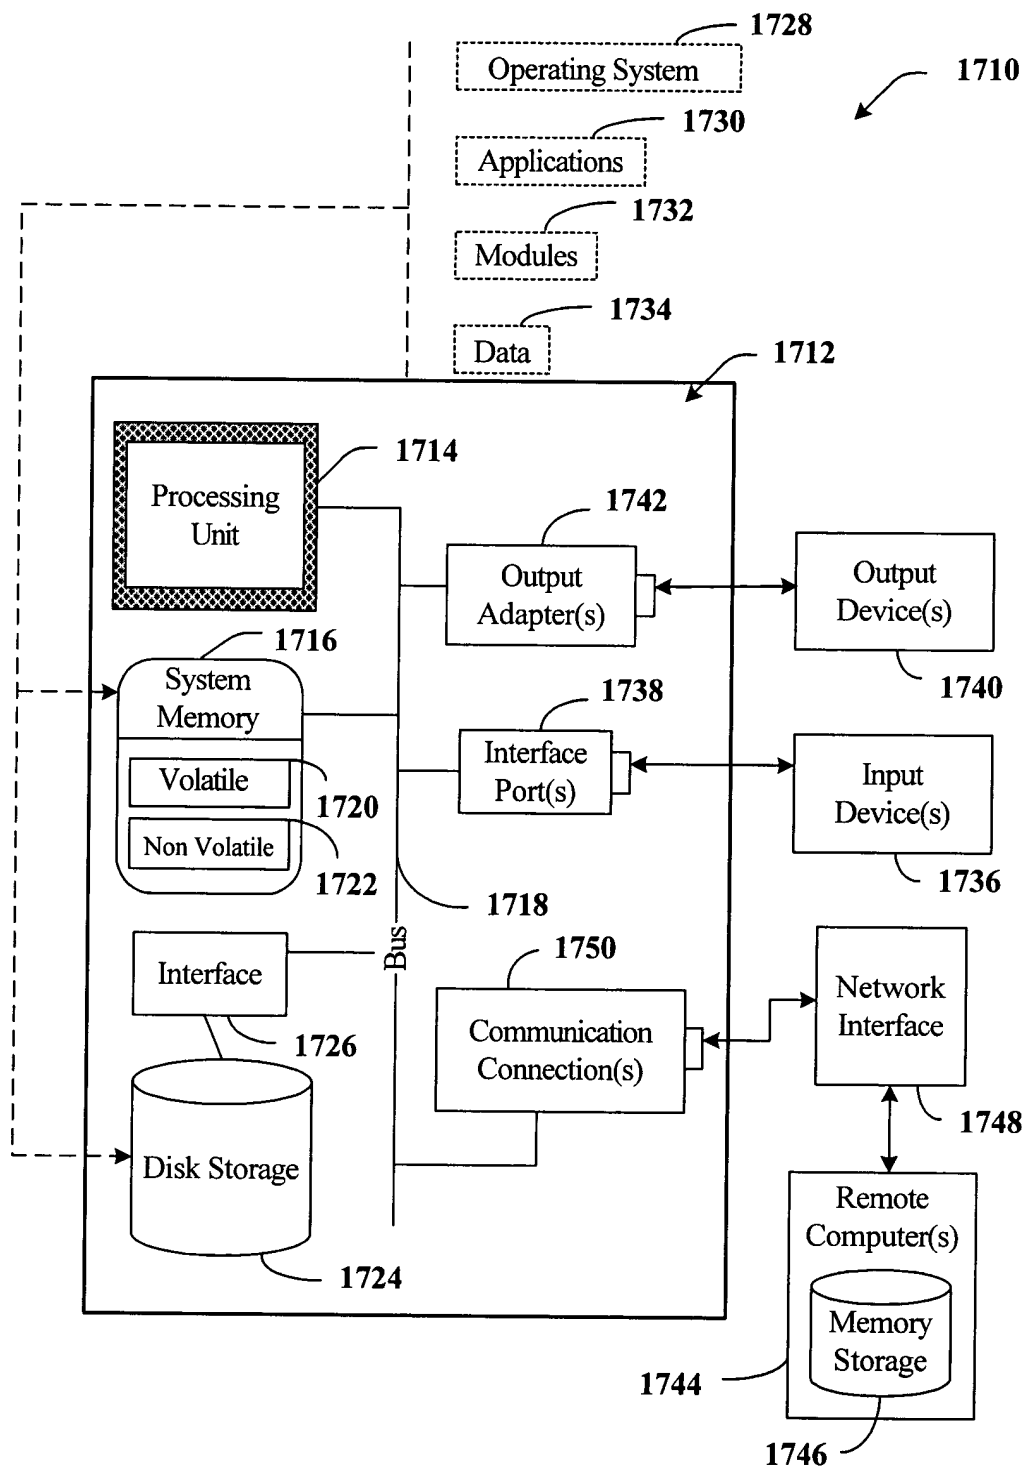 1728
Operating System
1710
1730
Applications
1732
Modules
1734
Data
1712
1714
Processing
Unit
1742
Output
Adapter(s)
Output
Device(s)
1740
1716
System
Memory
1738
Interface
Port(s)
Input
Device(s)
1736
Volatile
1720
Non Volatile
1722
1718
Bus
1750
Interface
1726
Communication
Connection(s)
Network
Interface
1748
Disk Storage
1724
Remote
Computer(s)
Memory
Storage
1744
1746